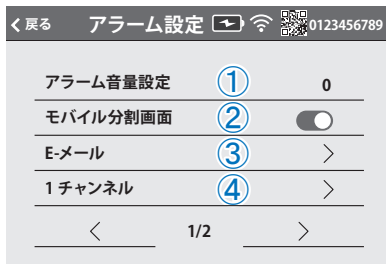 戻る アラーム設定 0123456789
アラーム音量設定 ① 0
モバイル分割画面 ②
E-メール ③
1 チャンネル ④
1/2